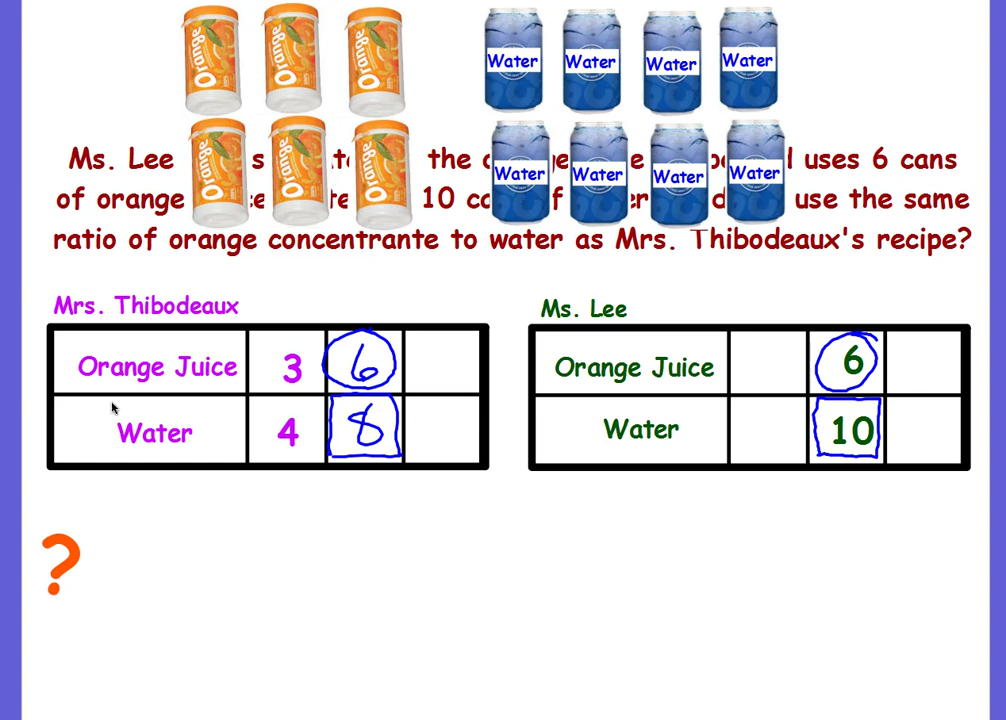 Orange Orange Orange Water Water Water Water
Orange Orange Orange Water Water Water Water
Ms. Lee the uses 6 cans
of orange 10 use the same
ratio of orange concentrante to water as Mrs. Thibodeaux's recipe?
Mrs. Thibodeaux
Orange Juice 3 6
Water 4 8
Ms. Lee
Orange Juice 6
Water 10
?